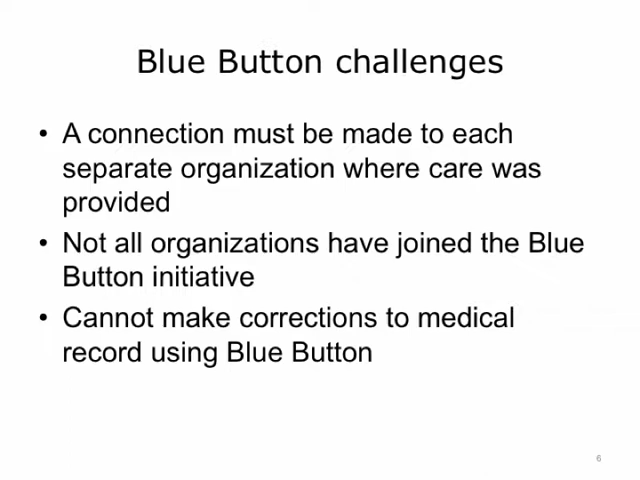 Blue Button challenges
• A connection must be made to each
separate organization where care was
provided
• Not all organizations have joined the Blue
Button initiative
• Cannot make corrections to medical
record using Blue Button
6